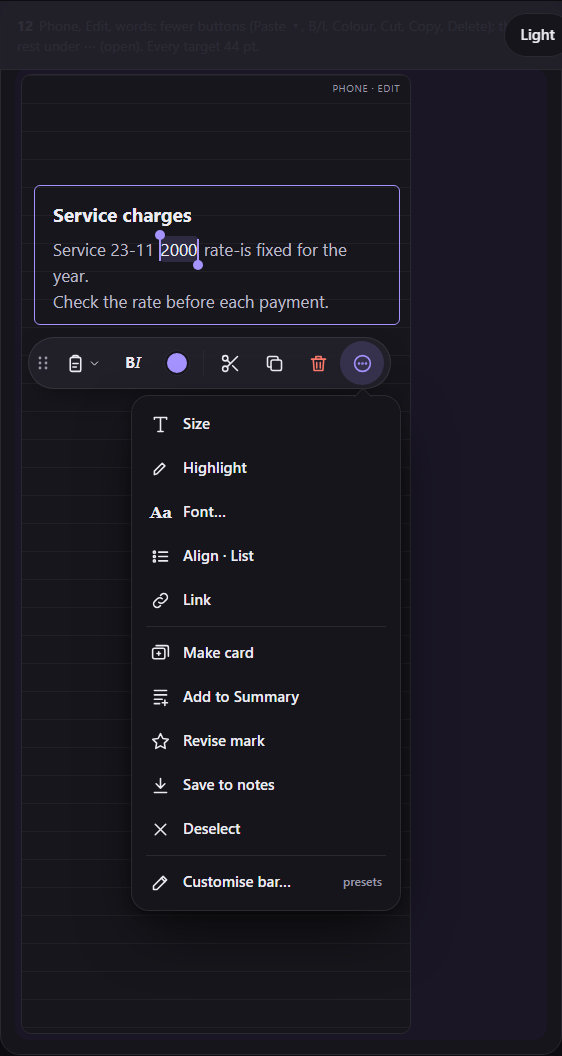 12 Phone, Edit, words: fewer buttons (Paste ▾, B/I, Colour, Cut, Copy, Delete); th
rest under ··· (open). Every target 44 pt.
Light
PHONE · EDIT
Service charges
Service 23-11 2000 rate-is fixed for the
year.
Check the rate before each payment.
BI
Size
Highlight
Aa Font...
Align · List
Link
Make card
Add to Summary
Revise mark
Save to notes
Deselect
Customise bar... presets